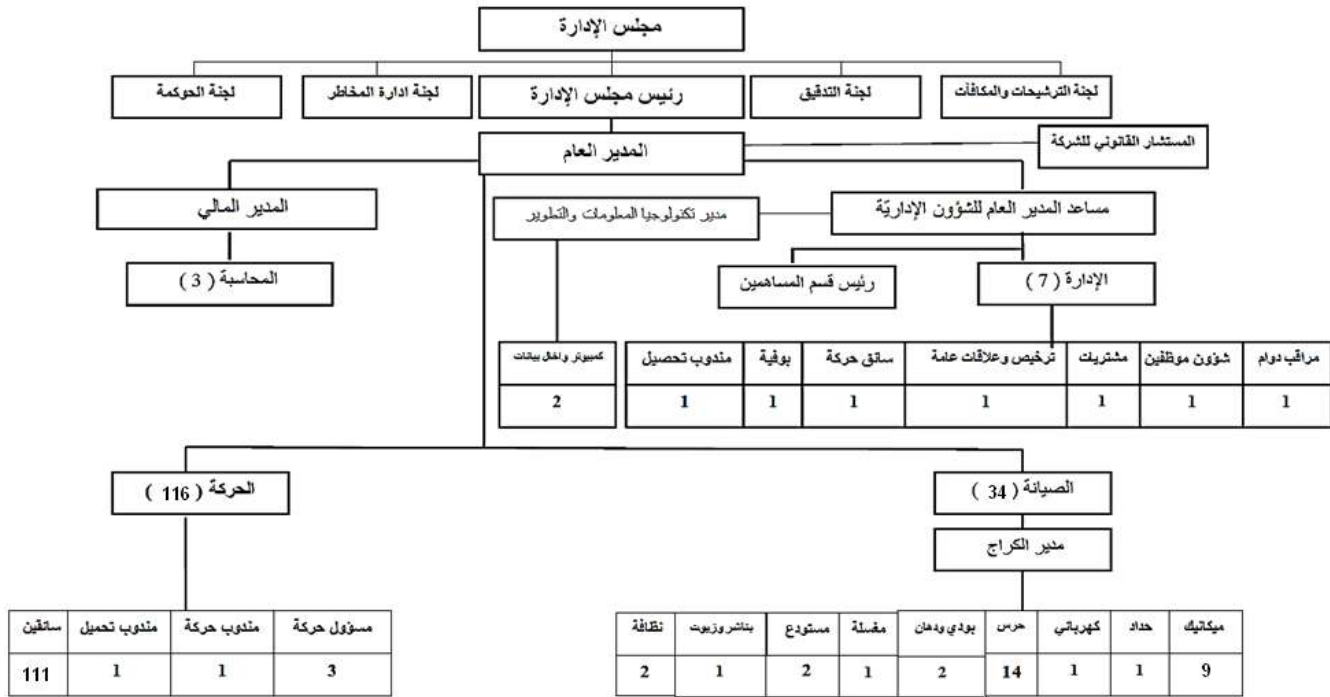 مجلس الإدارة
لجنة الترشيحات والمكافآت
لجنة التدقيق
رئيس مجلس الإدارة
لجنة ادارة المخاطر
لجنة الحوكمة
المستشار القانوني للشركة
المدير العام
مساعد المدير العام للشؤون الإداريّة
مدير تكنولوجيا المعلومات والتطوير
المدير المالي
الإدارة ( 7 )
رئيس قسم المساهمين
المحاسبة ( 3 )
مراقب دوام شؤون موظفين مشتريات ترخيص وعلاقات عامة سائق حركة بوفية مندوب تحصيل كمبيوتر وادخال بيانات
1 1 1 1 1 1 1 2
الصيانة ( 34 )
الحركة ( 116 )
مدير الكراج
ميكانيك حداد كهربائي حرس بودي ودهان مغسلة مستودع بناشر وزيوت نظافة
9 1 1 14 2 1 2 1 2
مسؤول حركة مندوب حركة مندوب تحميل سائقين
3 1 1 111